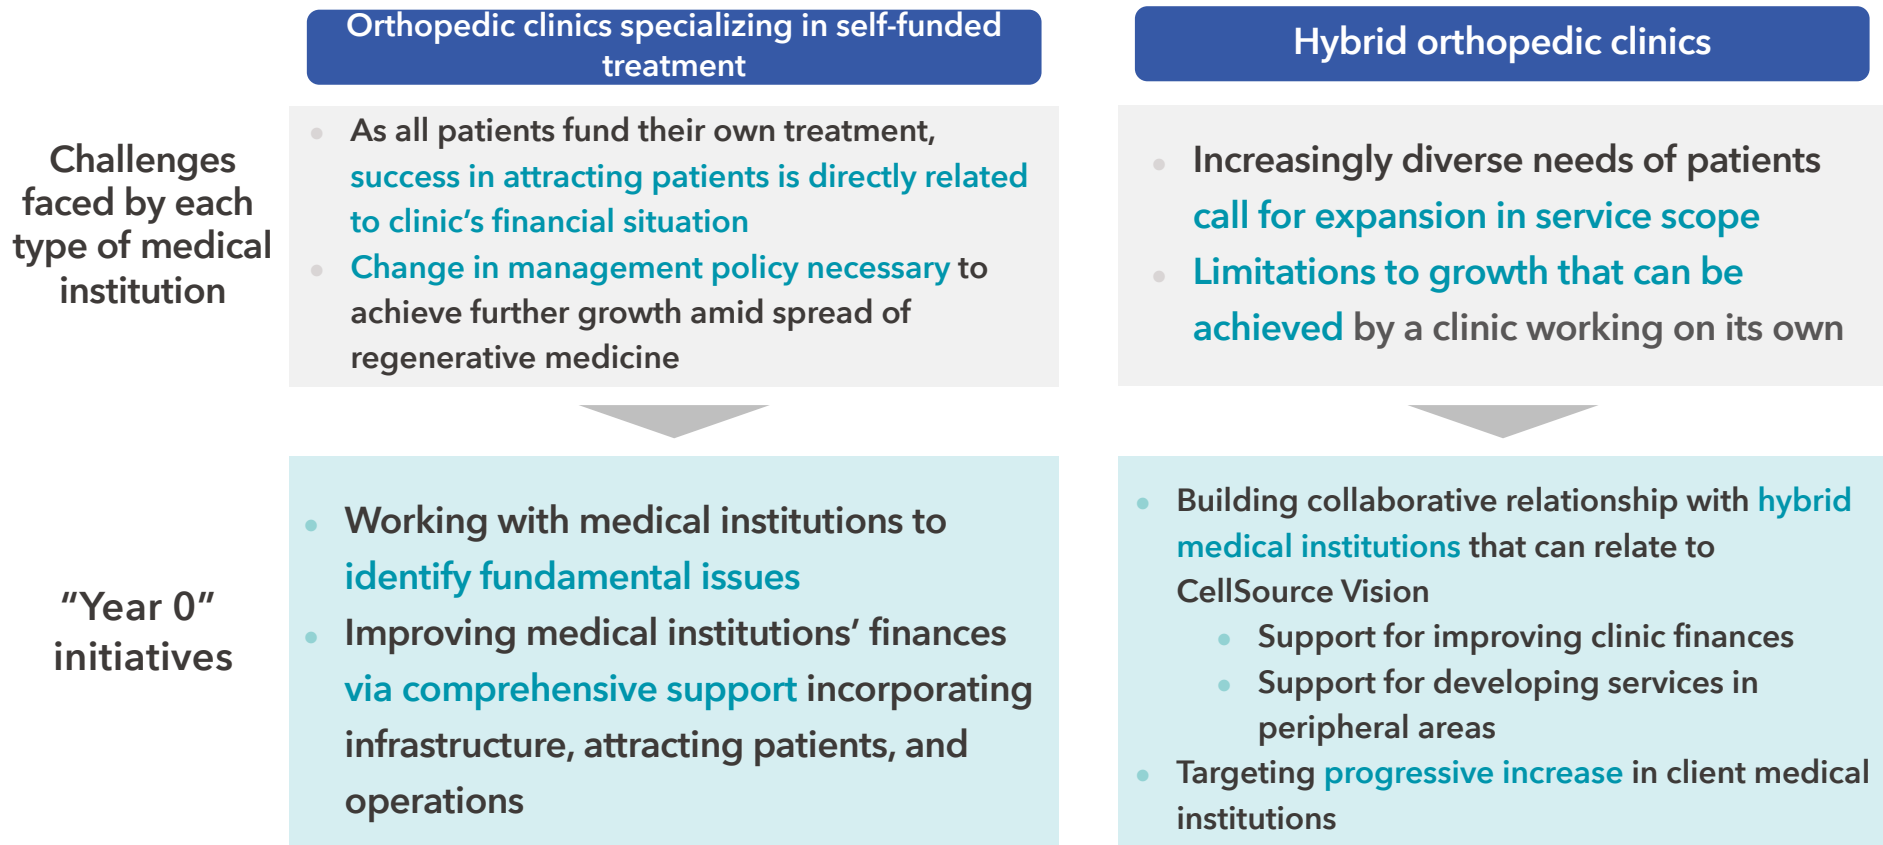 Orthopedic clinics specializing in self-funded
treatment
Hybrid orthopedic clinics
Challenges
faced by each
type of medical
institution
As all patients fund their own treatment,
success in attracting patients is directly related
to clinic's financial situation
Change in management policy necessary to
achieve further growth amid spread of
regenerative medicine
Increasingly diverse needs of patients
call for expansion in service scope
Limitations to growth that can be
achieved by a clinic working on its own
"Year 0"
initiatives
Working with medical institutions to
identify fundamental issues
Improving medical institutions' finances
via comprehensive support incorporating
infrastructure, attracting patients, and
operations
Building collaborative relationship with hybrid
medical institutions that can relate to
CellSource Vision
Support for improving clinic finances
Support for developing services in
peripheral areas
Targeting progressive increase in client medical
institutions